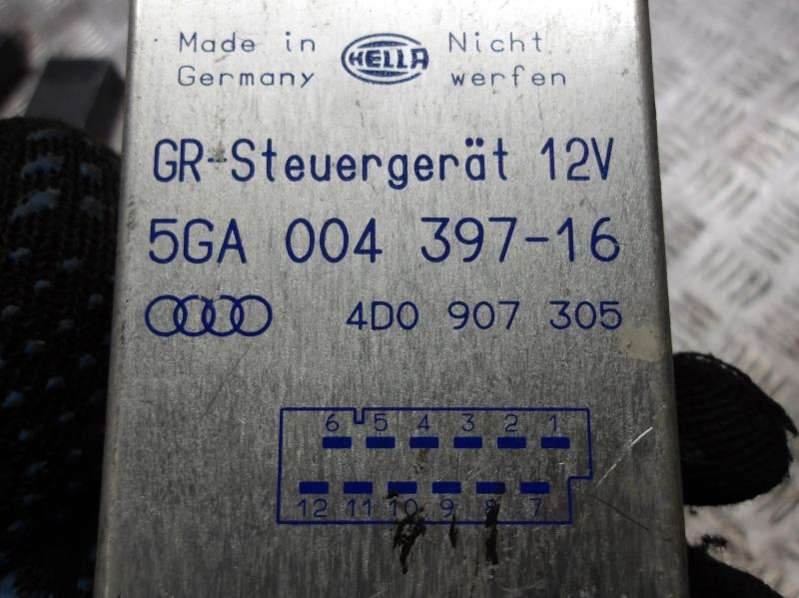 Made in HELLA Nicht
Germany werfen
GR-Steuergerät 12V
5GA 004 397-16
4D0 907 305
6 5 4 3 2 1
12 11 10 9 8 7